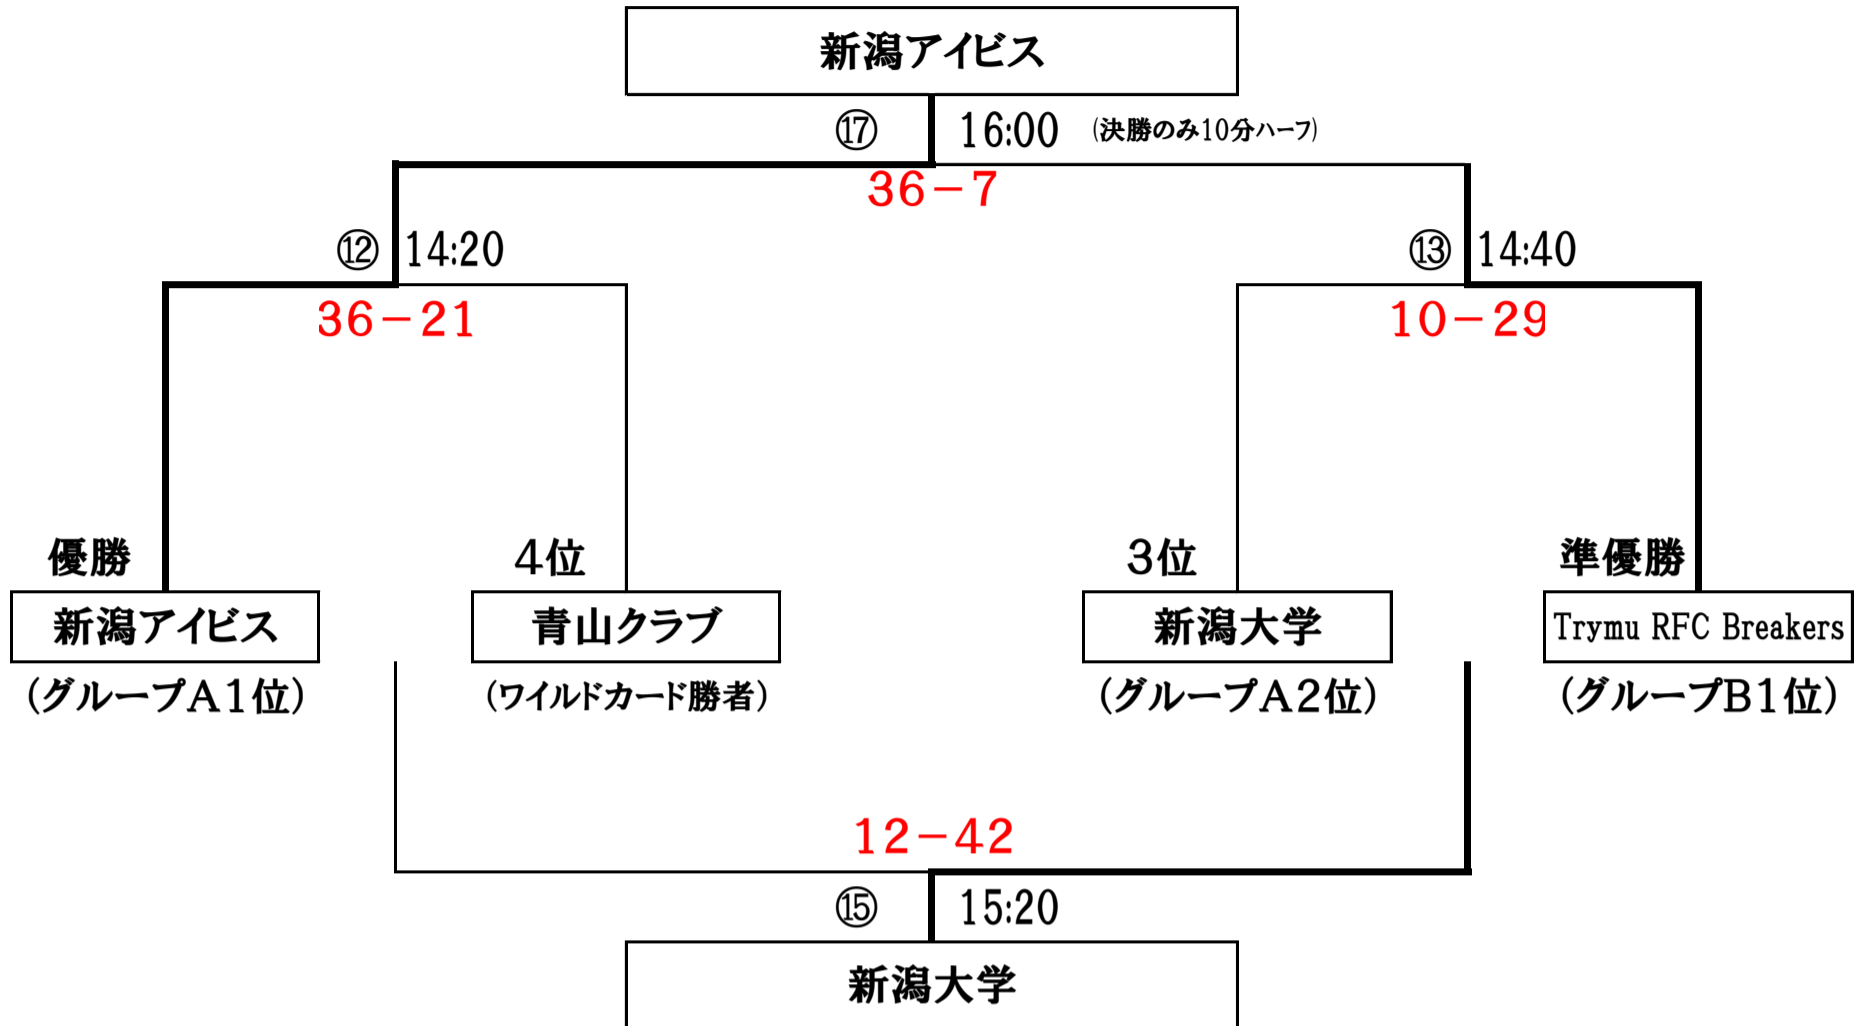 新潟アイビス
⑰ 16:00 (決勝のみ10分ハーフ)
36－7
⑫ 14:20
⑬ 14:40
36－21
10－29
優勝
4位
3位
準優勝
新潟アイビス
青山クラブ
新潟大学
Trymu RFC Breakers
(グループA1位)
(ワイルドカード勝者)
(グループA2位)
(グループB1位)
12－42
⑮ 15:20
新潟大学